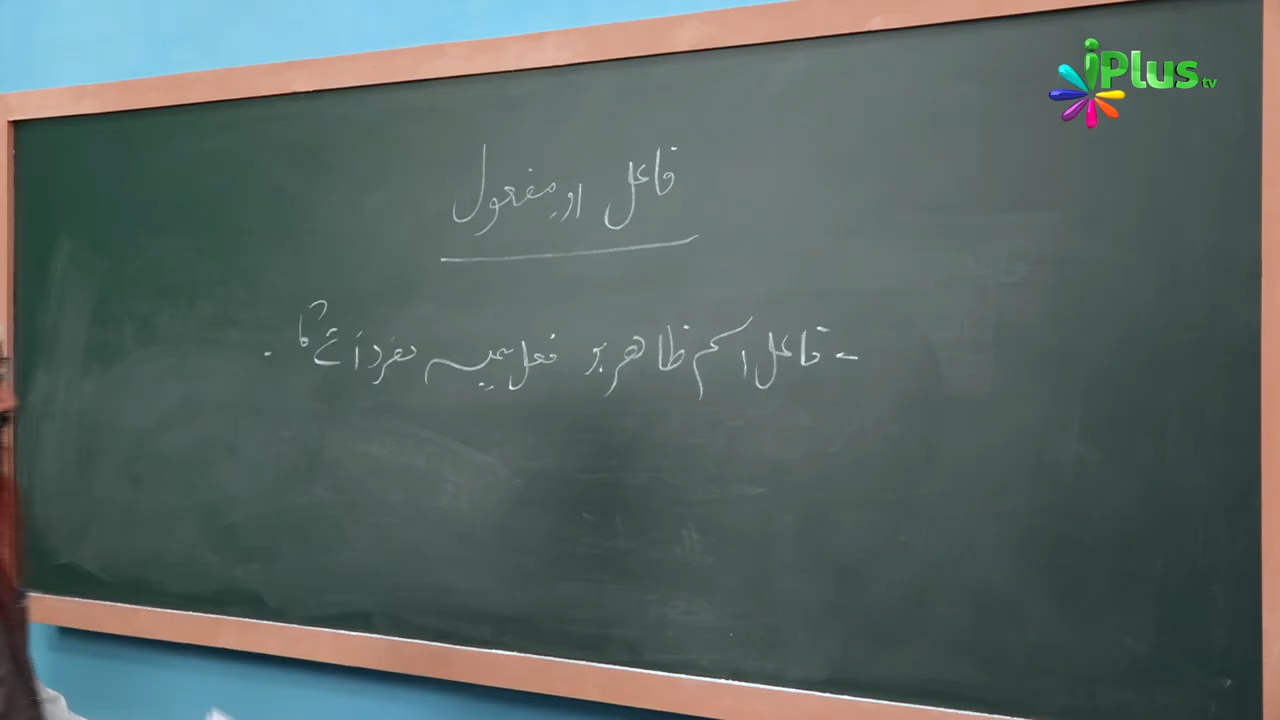 iPlus tv
فاعل اور مفعول
- فاعل اسم ظاہر ہو فعل ہمیشہ مفرد آئے گا ۔